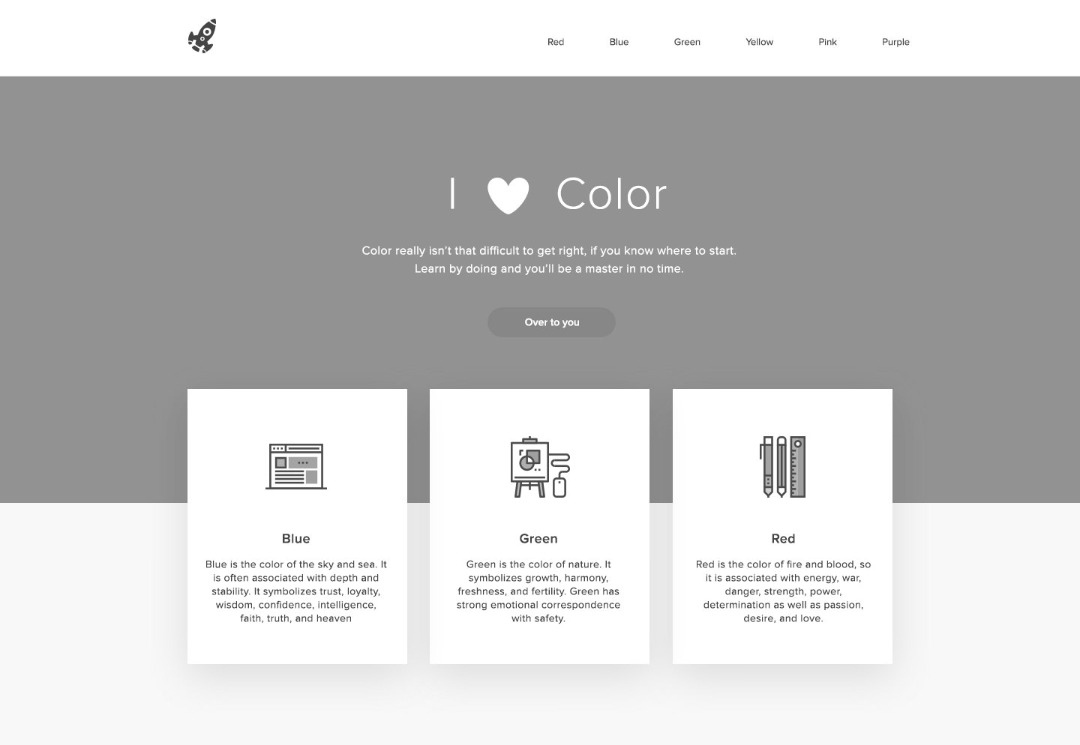 Red Blue Green Yellow Pink Purple
I Color
Color really isn't that difficult to get right, if you know where to start.
Learn by doing and you'll be a master in no time.
Over to you
Blue
Blue is the color of the sky and sea. It
is often associated with depth and
stability. It symbolizes trust, loyalty,
wisdom, confidence, intelligence,
faith, truth, and heaven
Green
Green is the color of nature. It
symbolizes growth, harmony,
freshness, and fertility. Green has
strong emotional correspondence
with safety.
Red
Red is the color of fire and blood, so
it is associated with energy, war,
danger, strength, power,
determination as well as passion,
desire, and love.